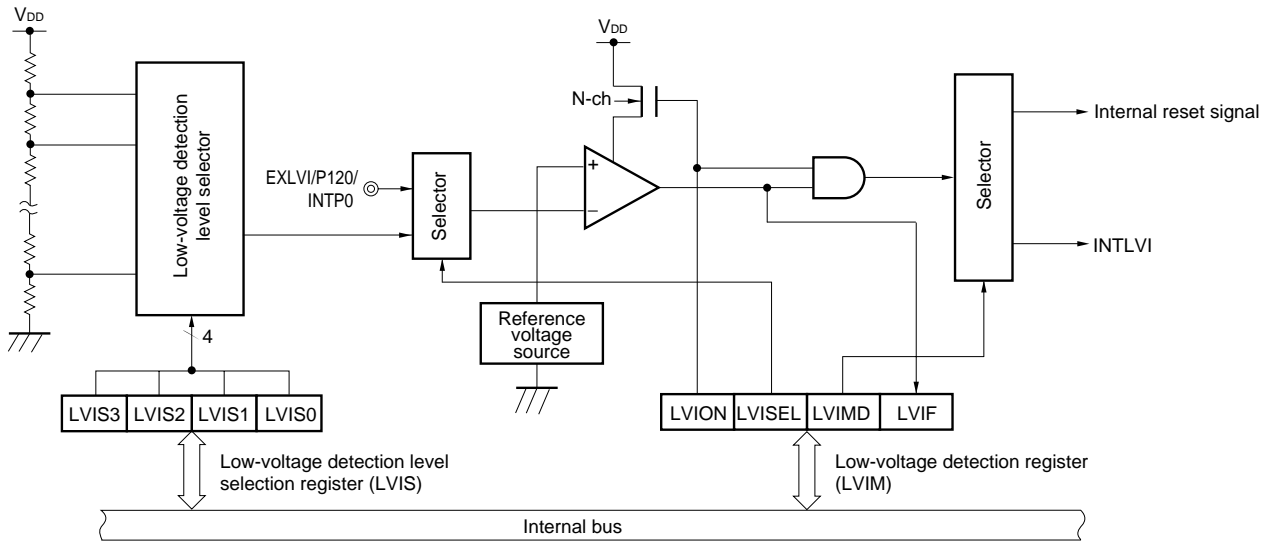 VDD
VDD
N-ch
Low-voltage detection
level selector
EXLVI/P120/
INTP0
Selector
+
−
Selector
Internal reset signal
INTLVI
Reference
voltage
source
4
LVIS3 LVIS2 LVIS1 LVIS0
LVION LVISEL LVIMD LVIF
Low-voltage detection level
selection register (LVIS)
Low-voltage detection register
(LVIM)
Internal bus